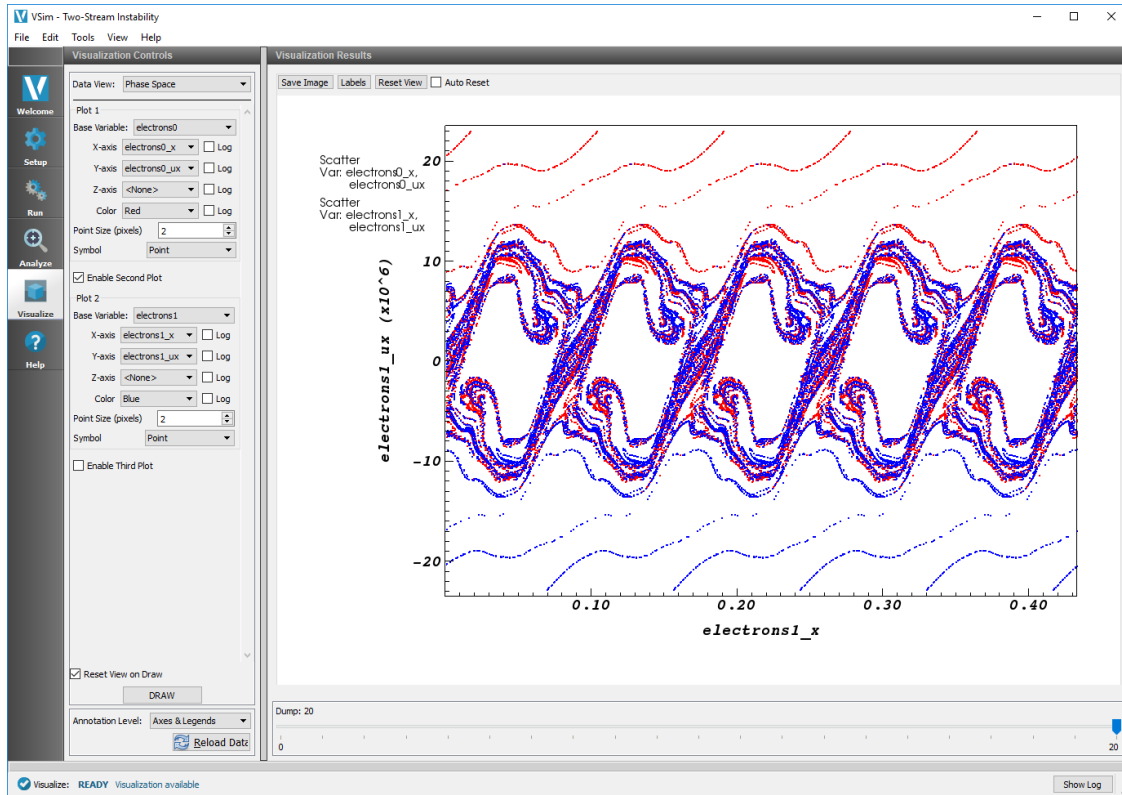 VSim - Two-Stream Instability
File Edit Tools View Help
Visualization Controls
Visualization Results
Welcome
Setup
Run
Analyze
Visualize
Help
Data View: Phase Space
Plot 1
Base Variable: electrons0
X-axis electrons0_x Log
Y-axis electrons0_ux Log
Z-axis <None> Log
Color Red Log
Point Size (pixels) 2
Symbol Point
Enable Second Plot
Plot 2
Base Variable: electrons1
X-axis electrons1_x Log
Y-axis electrons1_ux Log
Z-axis <None> Log
Color Blue Log
Point Size (pixels) 2
Symbol Point
Enable Third Plot
Reset View on Draw
DRAW
Annotation Level: Axes & Legends
Reload Data
Save Image Labels Reset View Auto Reset
Scatter
Var: electrons0_x,
electrons0_ux
Scatter
Var: electrons1_x,
electrons1_ux
electrons1_ux (x10^6)
20
10
0
-10
-20
0.10 0.20 0.30 0.40
electrons1_x
Dump: 20
0 20
Visualize: READY Visualization available
Show Log